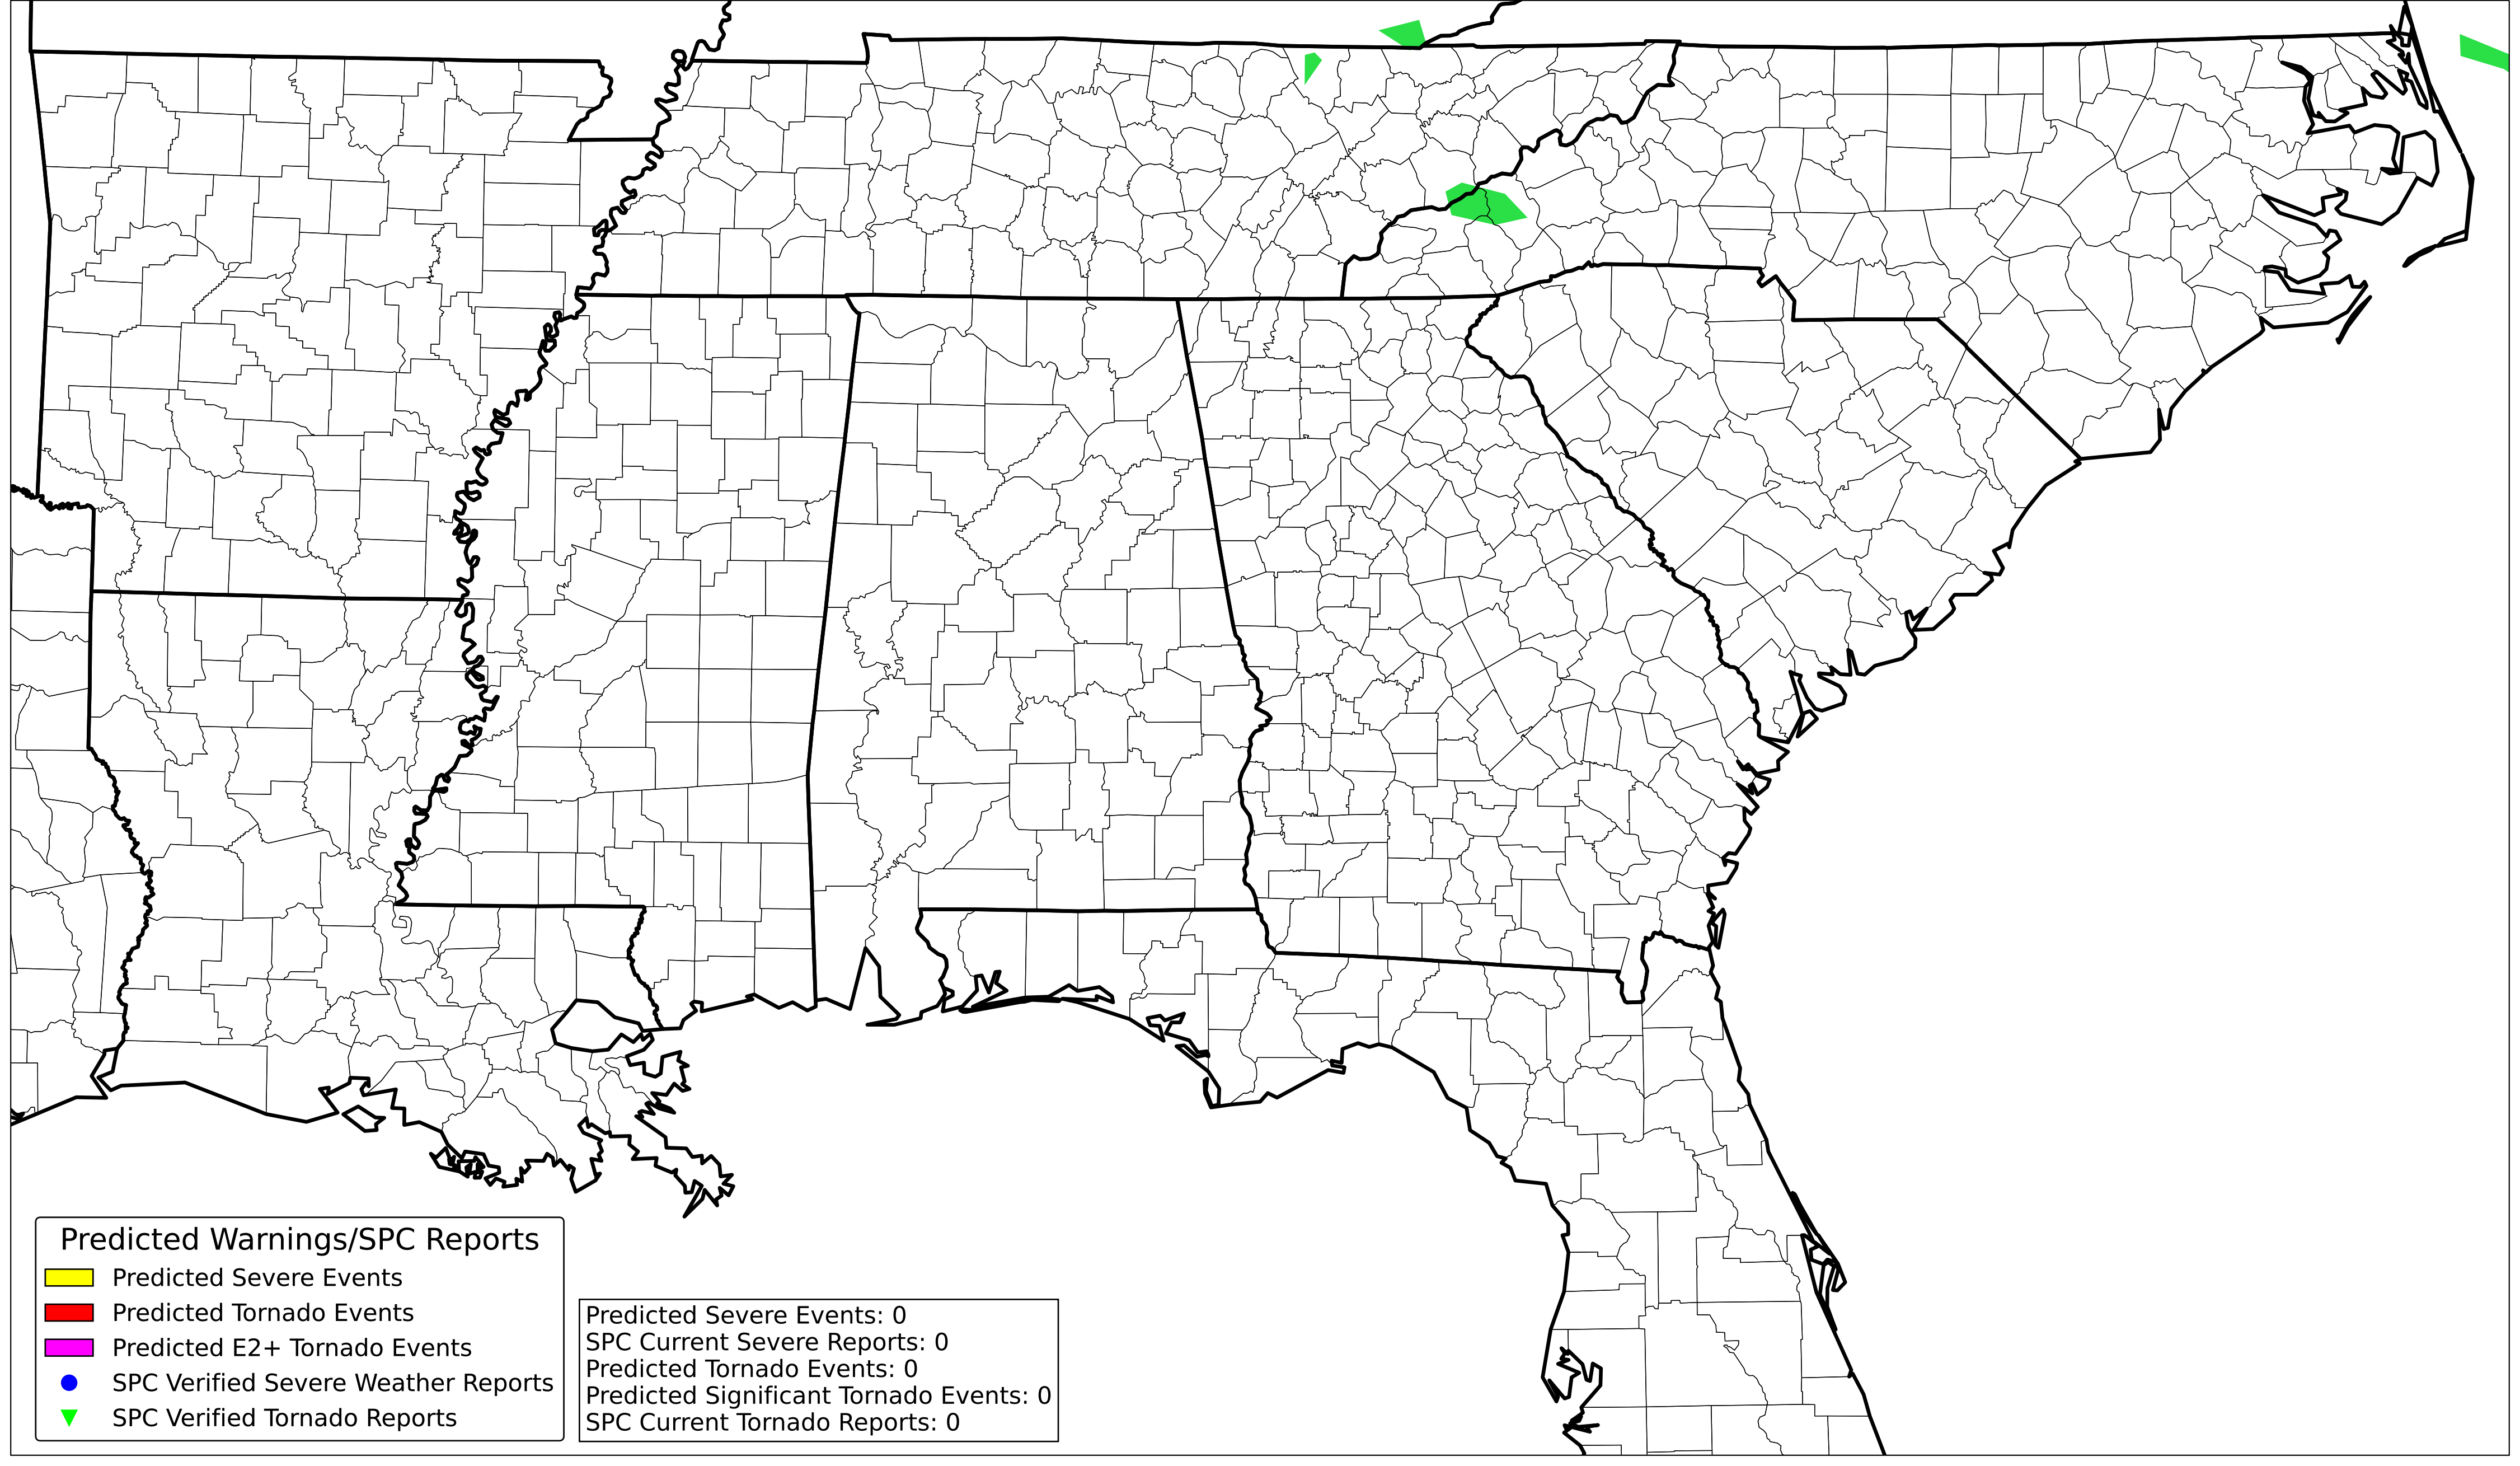 Predicted Warnings/SPC Reports
Predicted Severe Events
Predicted Tornado Events
Predicted E2+ Tornado Events
SPC Verified Severe Weather Reports
SPC Verified Tornado Reports
Predicted Severe Events: 0
SPC Current Severe Reports: 0
Predicted Tornado Events: 0
Predicted Significant Tornado Events: 0
SPC Current Tornado Reports: 0